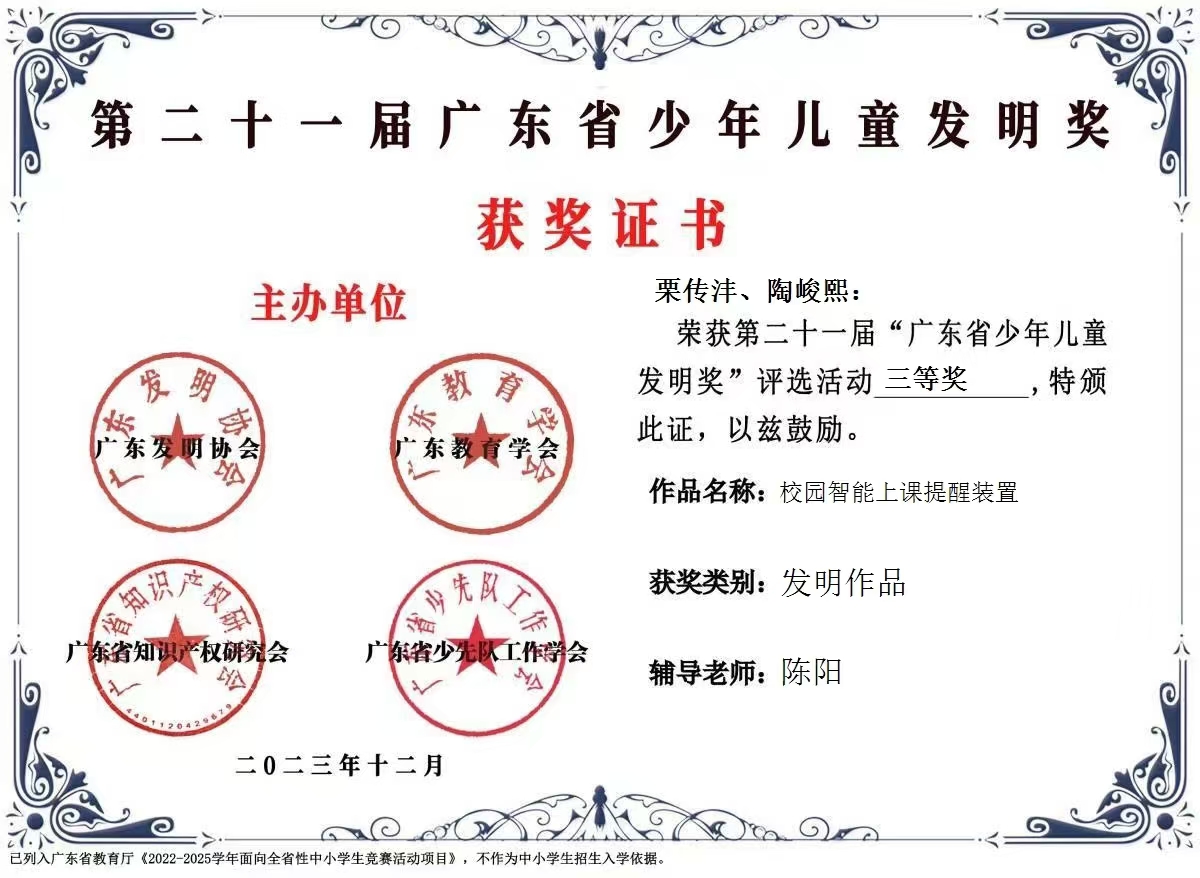 第二十一届广东省少年儿童发明奖
获奖证书
主办单位
广东发明协会
广东发明协会
广东教育学会
广东教育学会
广东省知识产权研究会
广东省知识产权研究会
4401120429879
广东省少先队工作学会
广东省少先队工作学会
二0二三年十二月
栗传沣、陶峻熙：
荣获第二十一届“广东省少年儿童
发明奖”评选活动三等奖,特颁
此证，以兹鼓励。
作品名称：校园智能上课提醒装置
获奖类别：发明作品
辅导老师：陈阳
已列入广东省教育厅《2022-2025学年面向全省性中小学生竞赛活动项目》，不作为中小学生招生入学依据。